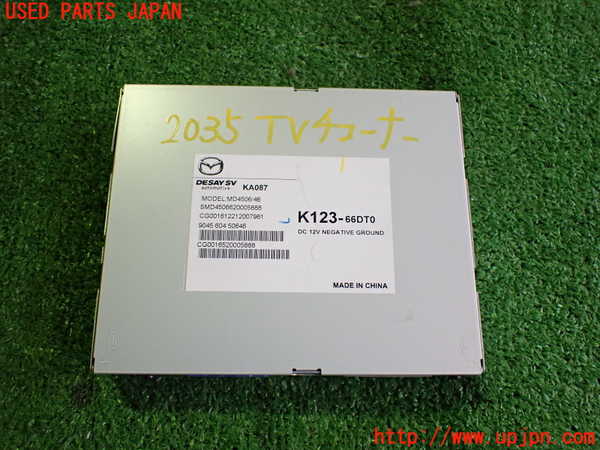 USED PARTS JAPAN
2035 TVチューナー
DESAY SV
automotive
KA087
MODEL:MD4506/46
SMD4506620005888
CG001612212007961
9045 604 50646
CG0016520005888
K123-66DT0
DC 12V NEGATIVE GROUND
MADE IN CHINA
http://www.upjpn.com/